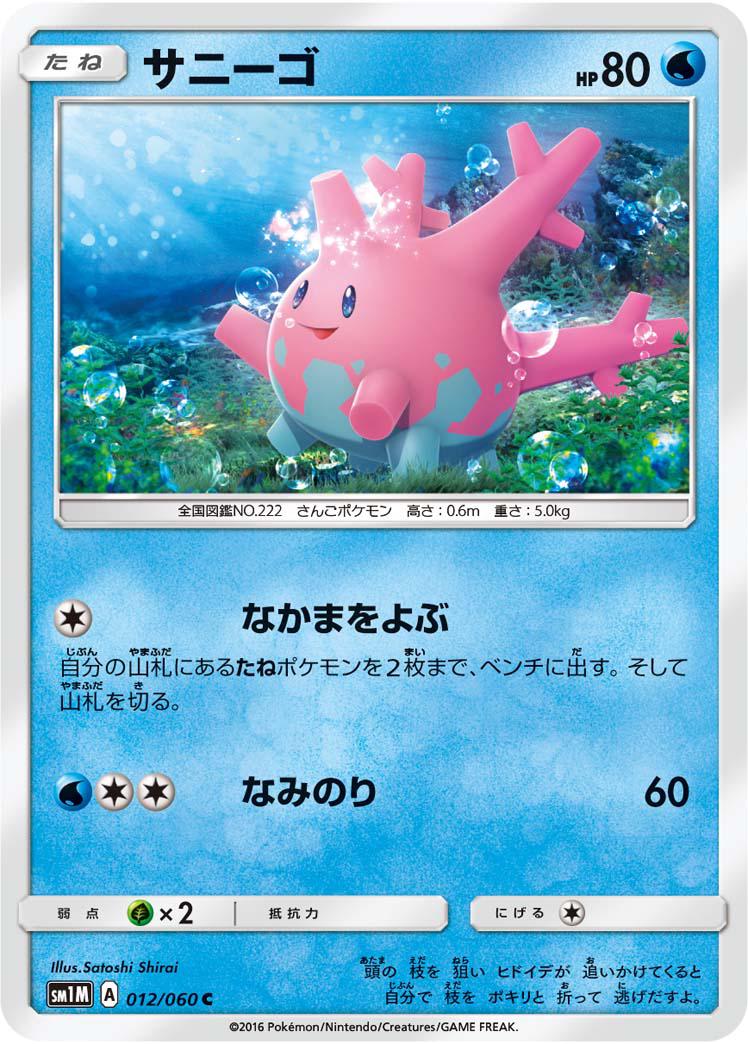 たね サニーゴ HP80
全国図鑑NO.222 さんごポケモン 高さ:0.6m 重さ:5.0kg
なかまをよぶ
自分の山札にあるたねポケモンを2枚まで、ベンチに出す。そして
山札を切る。
なみのり 60
弱点 ×2 抵抗力 にげる
Illus.Satoshi Shirai
頭の 枝を 狙い ヒドイデが 追いかけてくると
SM1M A 012/060 C
自分で 枝を ポキリと 折って 逃げだすよ。
©2016 Pokémon/Nintendo/Creatures/GAME FREAK.